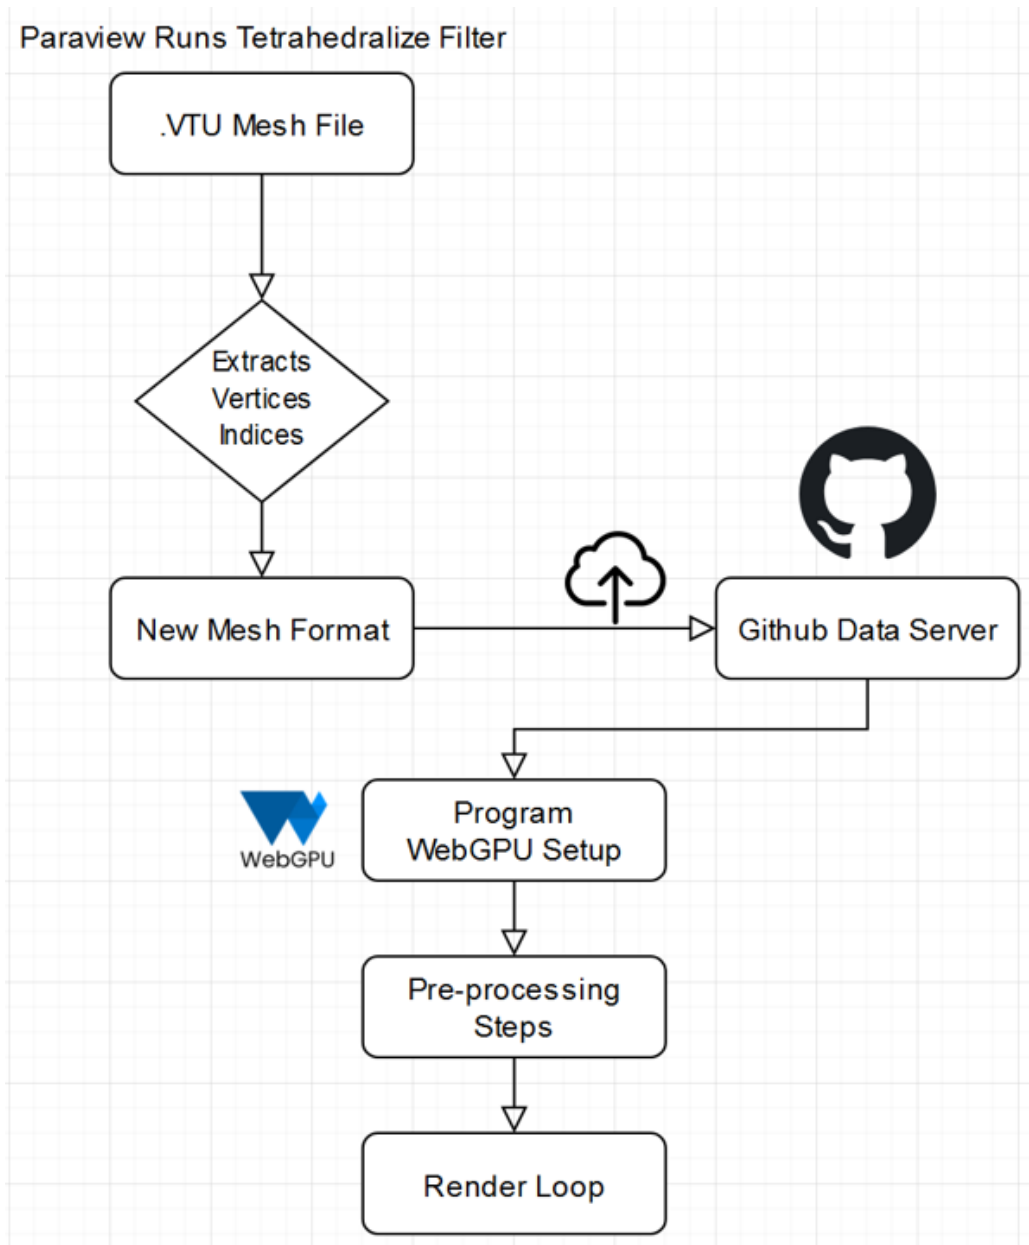 Paraview Runs Tetrahedralize Filter
.VTU Mesh File
Extracts
Vertices
Indices
New Mesh Format
Github Data Server
Program
WebGPU Setup
WebGPU
Pre-processing
Steps
Render Loop